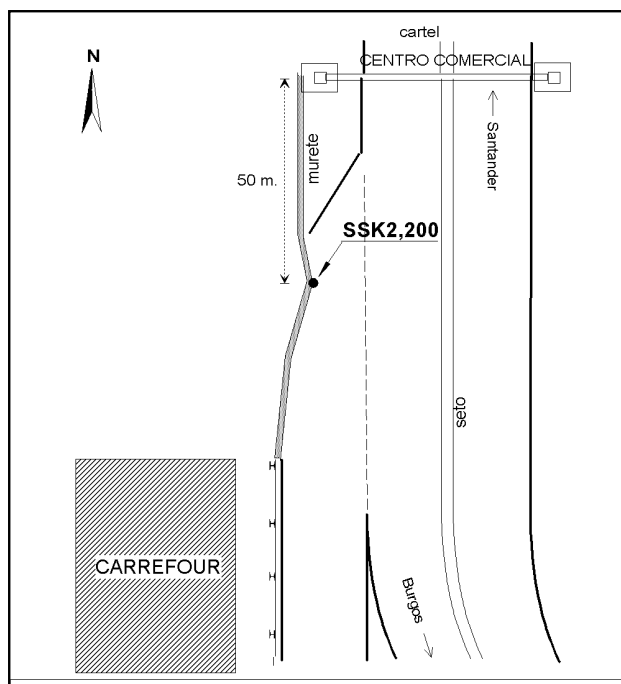 cartel
N
CENTRO COMERCIAL
Santander
murete
50 m.
SSK2,200
seto
CARREFOUR
Burgos